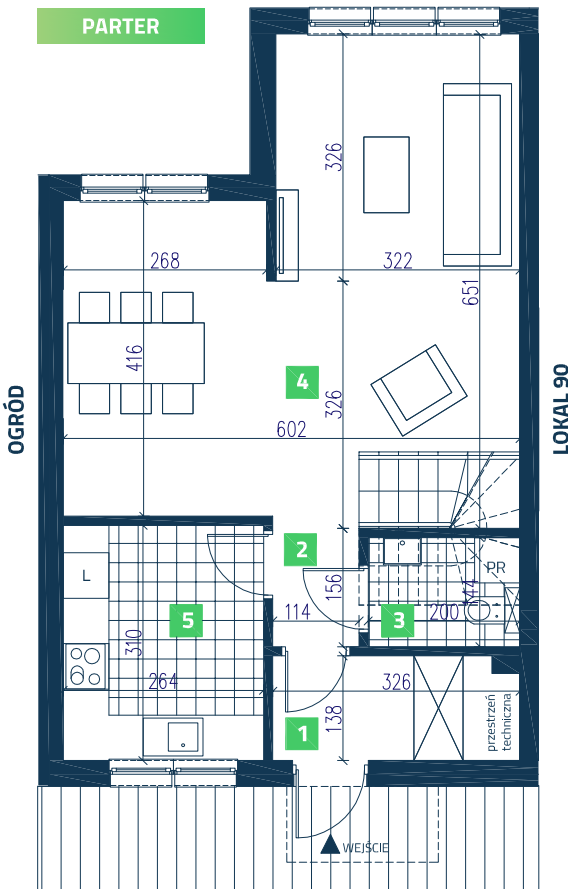 PARTER
326
268
322
651
416
4
326
602
OGRÓD
LOKAL 90
2
L
156
PR
144
114
3
200
5
310
264
326
1
138
przestrzeń
techniczna
WEJŚCIE